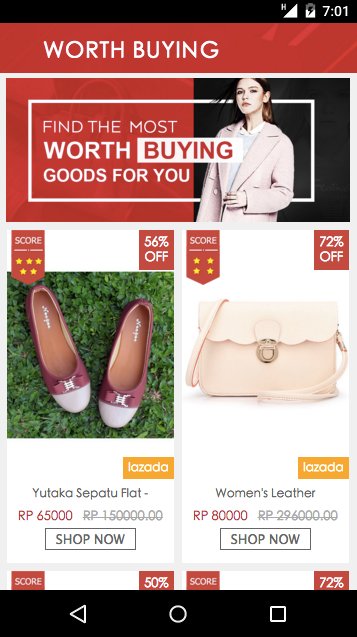 H 7:01
WORTH BUYING
FIND THE MOST
WORTH BUYING
GOODS FOR YOU
SCORE
56%
OFF
SCORE
72%
OFF
lazada
lazada
Yutaka Sepatu Flat -
Women's Leather
RP 65000 RP 150000.00
RP 80000 RP 296000.00
SHOP NOW
SHOP NOW
SCORE
50%
SCORE
72%